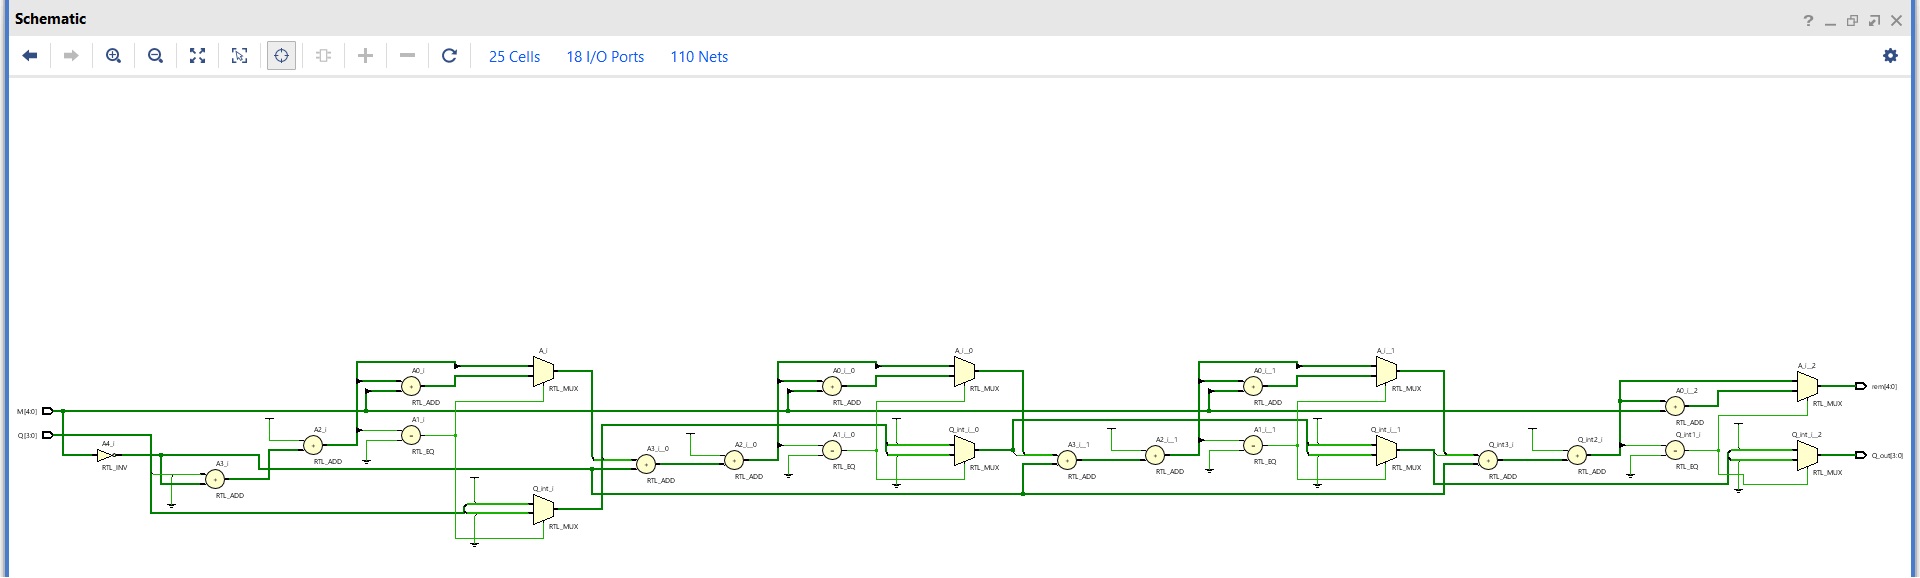 Schematic
25 Cells 18 I/O Ports 110 Nets
A_i
RTL_MUX
A0_i
RTL_ADD
A1_i
RTL_EQ
A2_i
RTL_ADD
M[4:0]
Q[3:0]
A4_i
RTL_INV
A3_i
RTL_ADD
Q_int_i
RTL_MUX
A_i__0
RTL_MUX
A0_i__0
RTL_ADD
A1_i__0
RTL_EQ
A2_i__0
RTL_ADD
A3_i__0
RTL_ADD
Q_int_i__0
RTL_MUX
A_i__1
RTL_MUX
A0_i__1
RTL_ADD
A1_i__1
RTL_EQ
A2_i__1
RTL_ADD
A3_i__1
RTL_ADD
Q_int_i__1
RTL_MUX
A_i__2
RTL_MUX
A0_i__2
RTL_ADD
Q_int1_i
RTL_EQ
Q_int2_i
RTL_ADD
Q_int3_i
RTL_ADD
Q_int_i__2
RTL_MUX
rem[4:0]
Q_out[3:0]